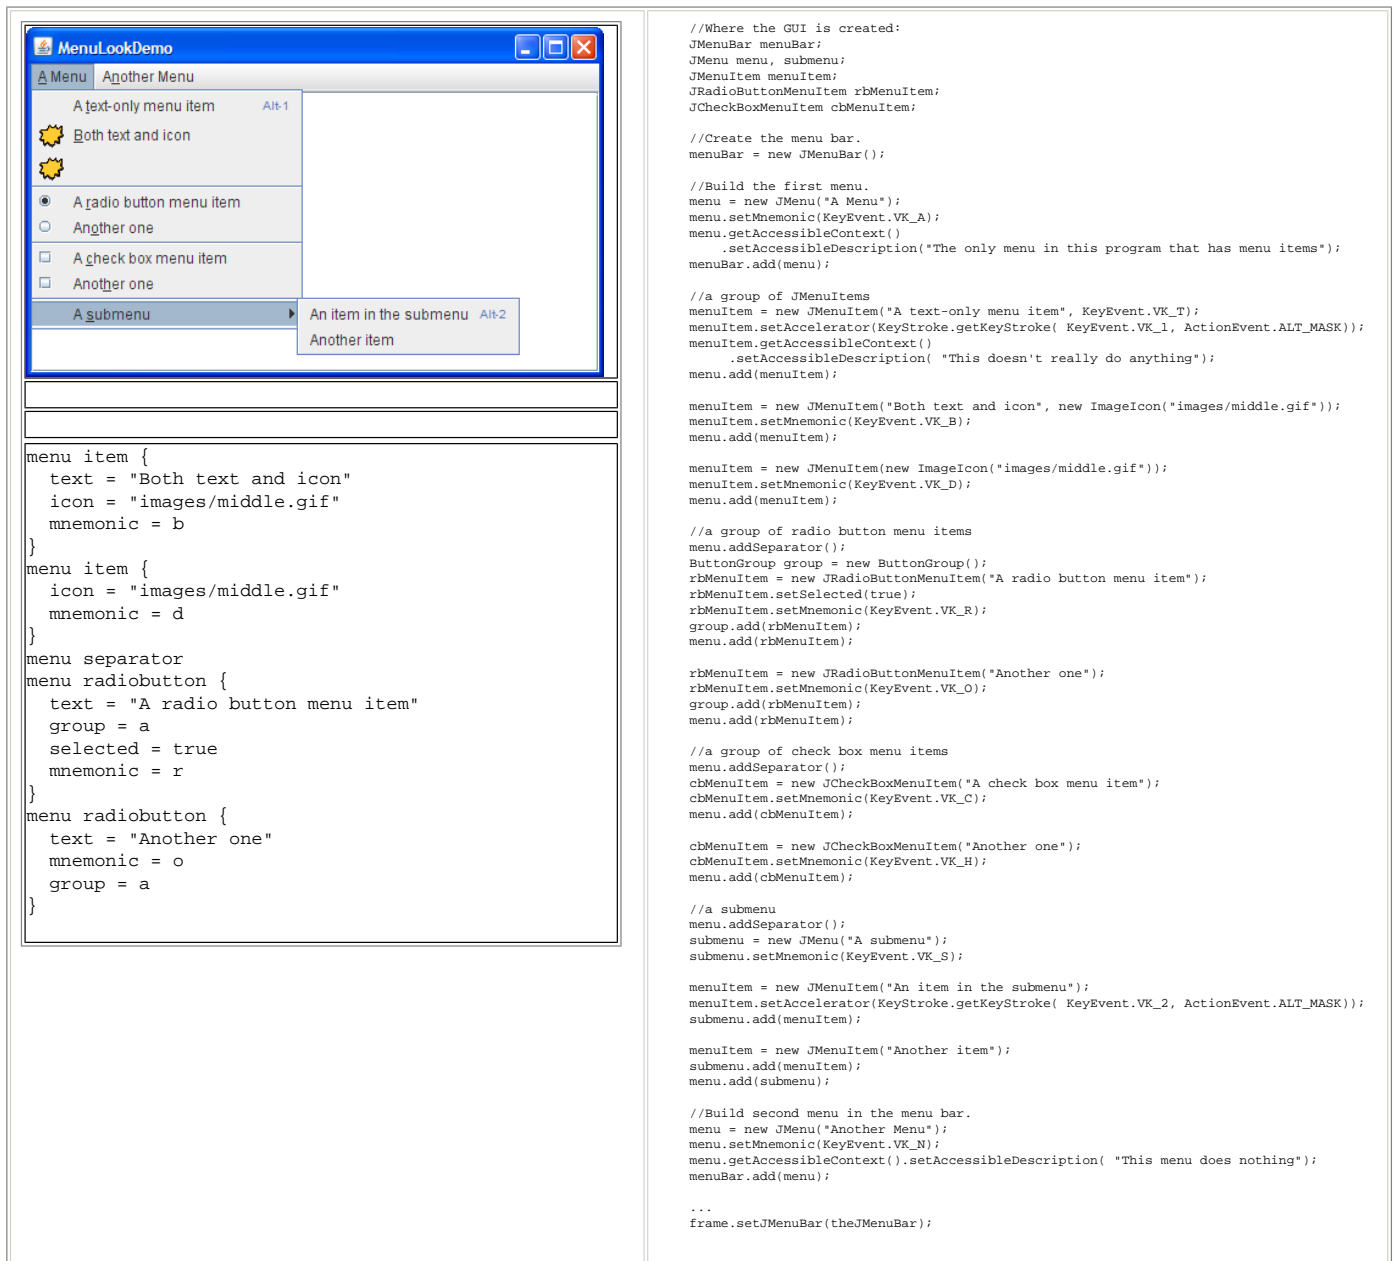 MenuLookDemo
A Menu Another Menu
A text-only menu item Alt-1
Both text and icon
A radio button menu item
Another one
A check box menu item
Another one
A submenu
An item in the submenu Alt-2
Another item
menu item {
text = "Both text and icon"
icon = "images/middle.gif"
mnemonic = b
}
menu item {
icon = "images/middle.gif"
mnemonic = d
}
menu separator
menu radiobutton {
text = "A radio button menu item"
group = a
selected = true
mnemonic = r
}
menu radiobutton {
text = "Another one"
mnemonic = o
group = a
}
//Where the GUI is created:
JMenuBar menuBar;
JMenu menu, submenu;
JMenuItem menuItem;
JRadioButtonMenuItem rbMenuItem;
JCheckBoxMenuItem cbMenuItem;
//Create the menu bar.
menuBar = new JMenuBar();
//Build the first menu.
menu = new JMenu("A Menu");
menu.setMnemonic(KeyEvent.VK_A);
menu.getAccessibleContext()
.setAccessibleDescription("The only menu in this program that has menu items");
menuBar.add(menu);
//a group of JMenuItems
menuItem = new JMenuItem("A text-only menu item", KeyEvent.VK_T);
menuItem.setAccelerator(KeyStroke.getKeyStroke( KeyEvent.VK_1, ActionEvent.ALT_MASK));
menuItem.getAccessibleContext()
.setAccessibleDescription( "This doesn't really do anything");
menu.add(menuItem);
menuItem = new JMenuItem("Both text and icon", new ImageIcon("images/middle.gif"));
menuItem.setMnemonic(KeyEvent.VK_B);
menu.add(menuItem);
menuItem = new JMenuItem(new ImageIcon("images/middle.gif"));
menuItem.setMnemonic(KeyEvent.VK_D);
menu.add(menuItem);
//a group of radio button menu items
menu.addSeparator();
ButtonGroup group = new ButtonGroup();
rbMenuItem = new JRadioButtonMenuItem("A radio button menu item");
rbMenuItem.setSelected(true);
rbMenuItem.setMnemonic(KeyEvent.VK_R);
group.add(rbMenuItem);
menu.add(rbMenuItem);
rbMenuItem = new JRadioButtonMenuItem("Another one");
rbMenuItem.setMnemonic(KeyEvent.VK_O);
group.add(rbMenuItem);
menu.add(rbMenuItem);
//a group of check box menu items
menu.addSeparator();
cbMenuItem = new JCheckBoxMenuItem("A check box menu item");
cbMenuItem.setMnemonic(KeyEvent.VK_C);
menu.add(cbMenuItem);
cbMenuItem = new JCheckBoxMenuItem("Another one");
cbMenuItem.setMnemonic(KeyEvent.VK_H);
menu.add(cbMenuItem);
//a submenu
menu.addSeparator();
submenu = new JMenu("A submenu");
submenu.setMnemonic(KeyEvent.VK_S);
menuItem = new JMenuItem("An item in the submenu");
menuItem.setAccelerator(KeyStroke.getKeyStroke( KeyEvent.VK_2, ActionEvent.ALT_MASK));
submenu.add(menuItem);
menuItem = new JMenuItem("Another item");
submenu.add(menuItem);
menu.add(submenu);
//Build second menu in the menu bar.
menu = new JMenu("Another Menu");
menu.setMnemonic(KeyEvent.VK_N);
menu.getAccessibleContext().setAccessibleDescription( "This menu does nothing");
menuBar.add(menu);
...
frame.setJMenuBar(theJMenuBar);